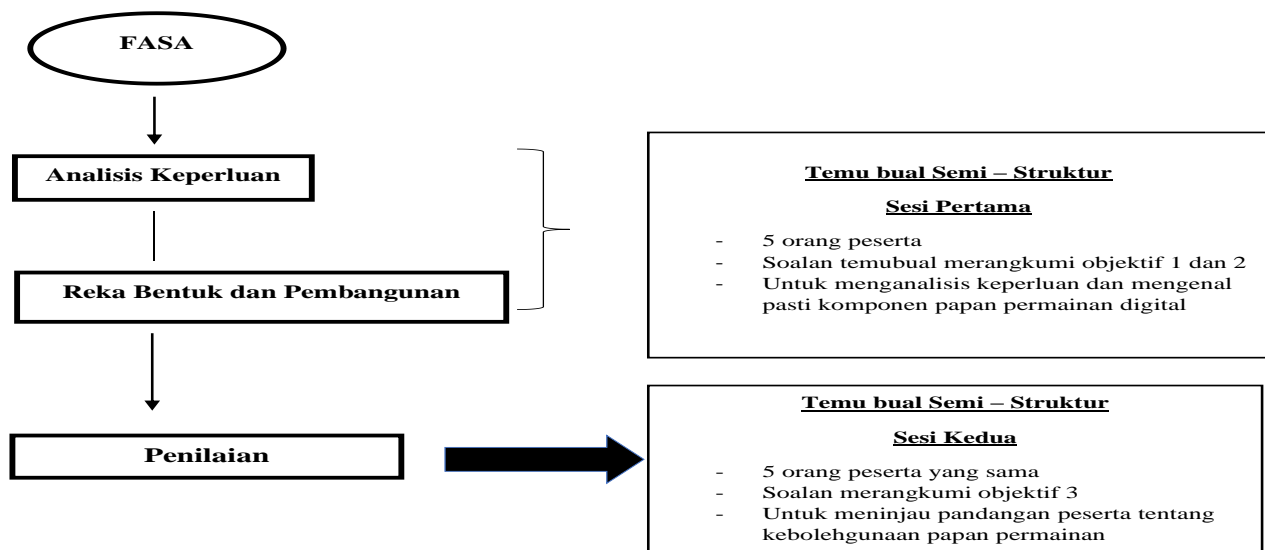 FASA
Analisis Keperluan
Reka Bentuk dan Pembangunan
Penilaian
Temu bual Semi – Struktur
Sesi Pertama
- 5 orang peserta
- Soalan temubual merangkumi objektif 1 dan 2
- Untuk menganalisis keperluan dan mengenal
pasti komponen papan permainan digital
Temu bual Semi – Struktur
Sesi Kedua
- 5 orang peserta yang sama
- Soalan merangkumi objektif 3
- Untuk meninjau pandangan peserta tentang
kebolehgunaan papan permainan